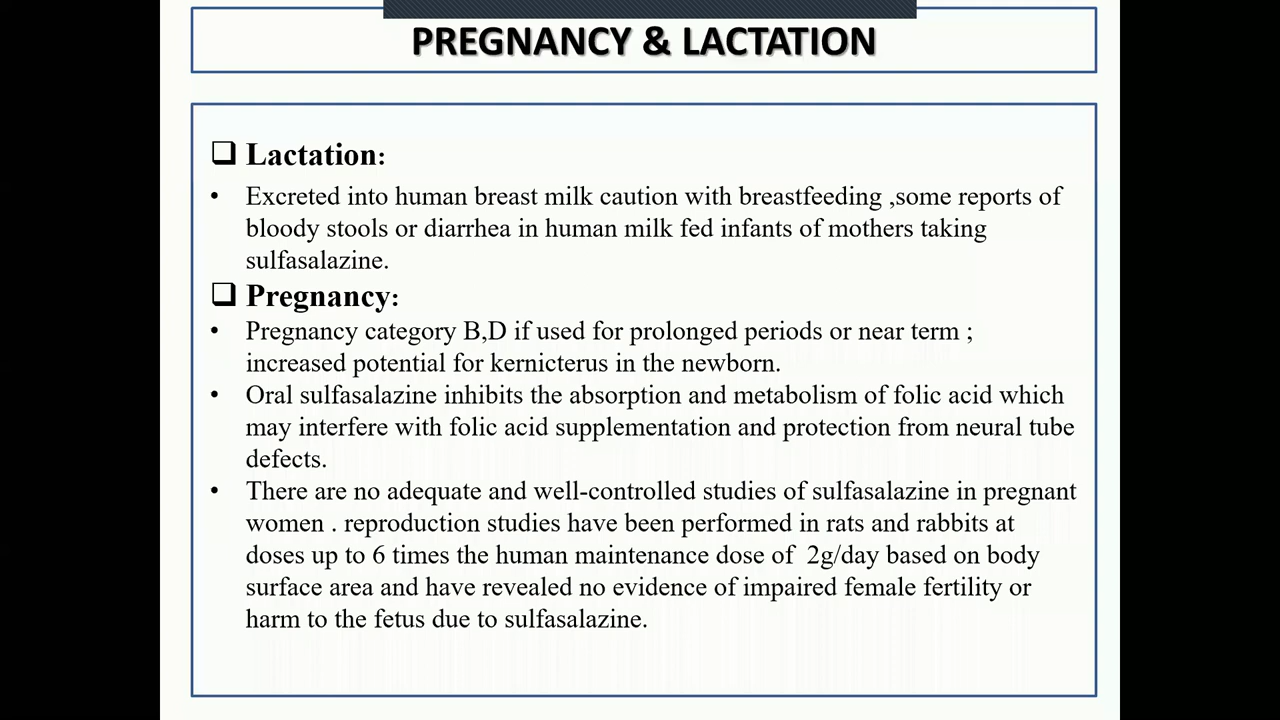 PREGNANCY & LACTATION
❑ Lactation:
• Excreted into human breast milk caution with breastfeeding ,some reports of
bloody stools or diarrhea in human milk fed infants of mothers taking
sulfasalazine.
❑ Pregnancy:
• Pregnancy category B,D if used for prolonged periods or near term ;
increased potential for kernicterus in the newborn.
• Oral sulfasalazine inhibits the absorption and metabolism of folic acid which
may interfere with folic acid supplementation and protection from neural tube
defects.
• There are no adequate and well-controlled studies of sulfasalazine in pregnant
women . reproduction studies have been performed in rats and rabbits at
doses up to 6 times the human maintenance dose of 2g/day based on body
surface area and have revealed no evidence of impaired female fertility or
harm to the fetus due to sulfasalazine.